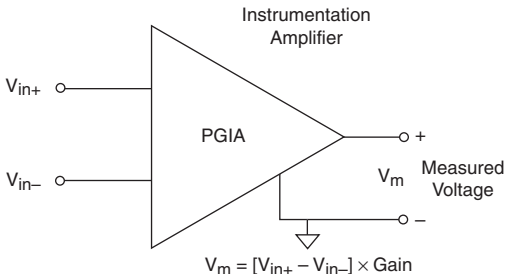 Instrumentation
Amplifier
Vin+
PGIA
+
Vin–
Vm
Measured
Voltage
–
Vm = [Vin+ – Vin–] × Gain